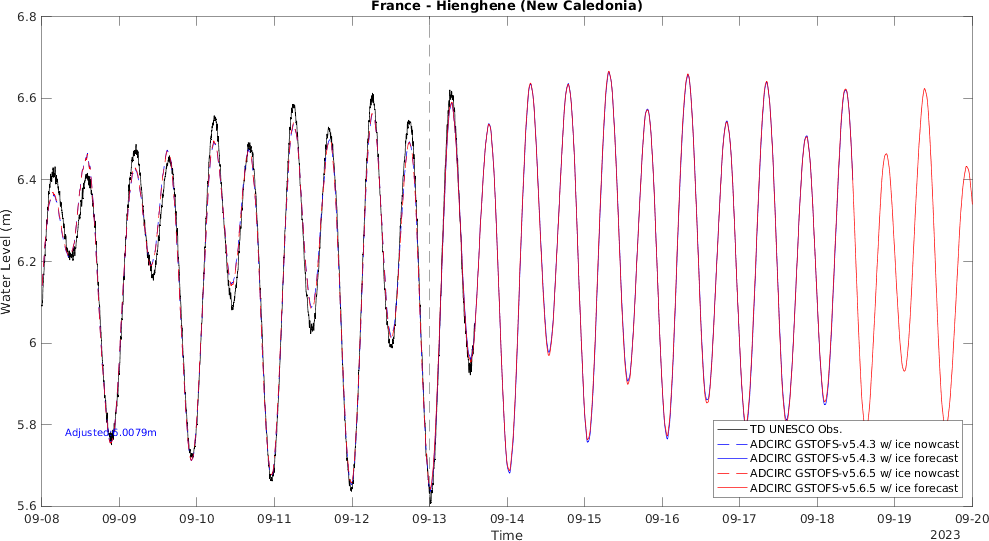 France - Hienghene (New Caledonia)
6.8
6.6
6.4
6.2
6
5.8
5.6
Water Level (m)
Adjusted 6.0079m
TD UNESCO Obs.
ADCIRC GSTOFS-v5.4.3 w/ ice nowcast
ADCIRC GSTOFS-v5.4.3 w/ ice forecast
ADCIRC GSTOFS-v5.6.5 w/ ice nowcast
ADCIRC GSTOFS-v5.6.5 w/ ice forecast
09-08 09-09 09-10 09-11 09-12 09-13 09-14 09-15 09-16 09-17 09-18 09-19 09-20
Time
2023